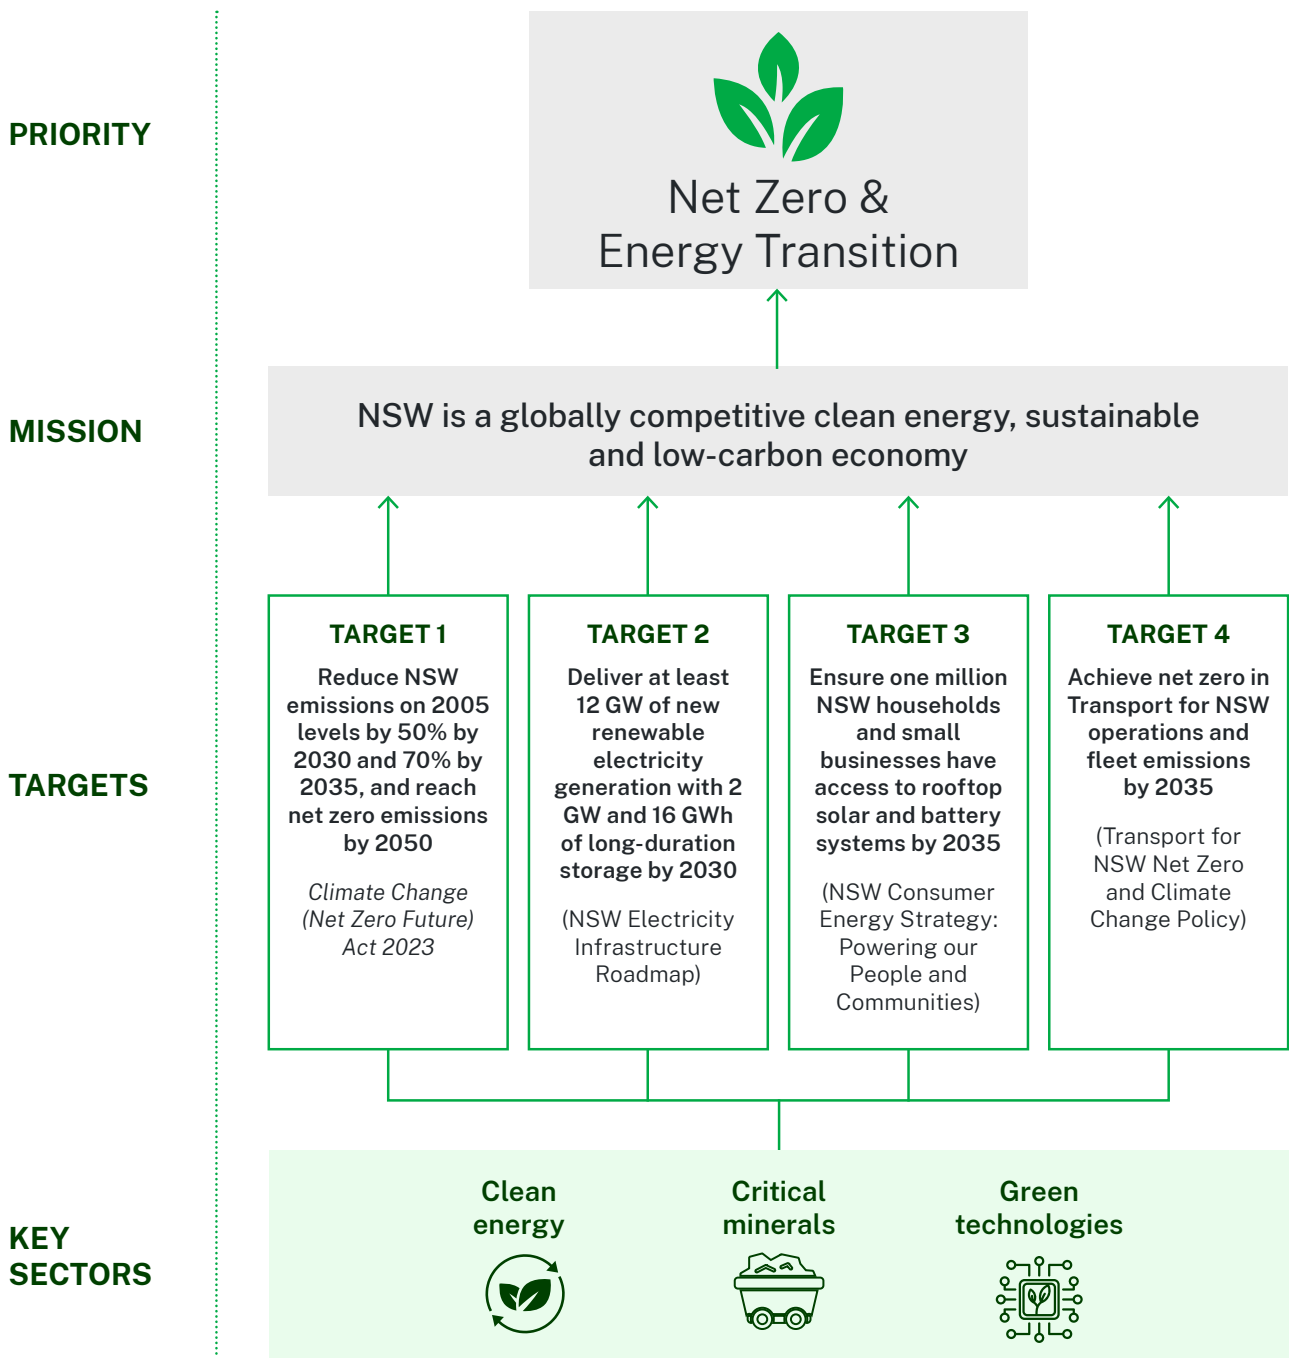 PRIORITY
Net Zero &
Energy Transition
MISSION
NSW is a globally competitive clean energy, sustainable
and low-carbon economy
TARGETS
TARGET 1
Reduce NSW
emissions on 2005
levels by 50% by
2030 and 70% by
2035, and reach
net zero emissions
by 2050
Climate Change
(Net Zero Future)
Act 2023
TARGET 2
Deliver at least
12 GW of new
renewable
electricity
generation with 2
GW and 16 GWh
of long-duration
storage by 2030
(NSW Electricity
Infrastructure
Roadmap)
TARGET 3
Ensure one million
NSW households
and small
businesses have
access to rooftop
solar and battery
systems by 2035
(NSW Consumer
Energy Strategy:
Powering our
People and
Communities)
TARGET 4
Achieve net zero in
Transport for NSW
operations and
fleet emissions
by 2035
(Transport for
NSW Net Zero
and Climate
Change Policy)
KEY
SECTORS
Clean
energy
Critical
minerals
Green
technologies